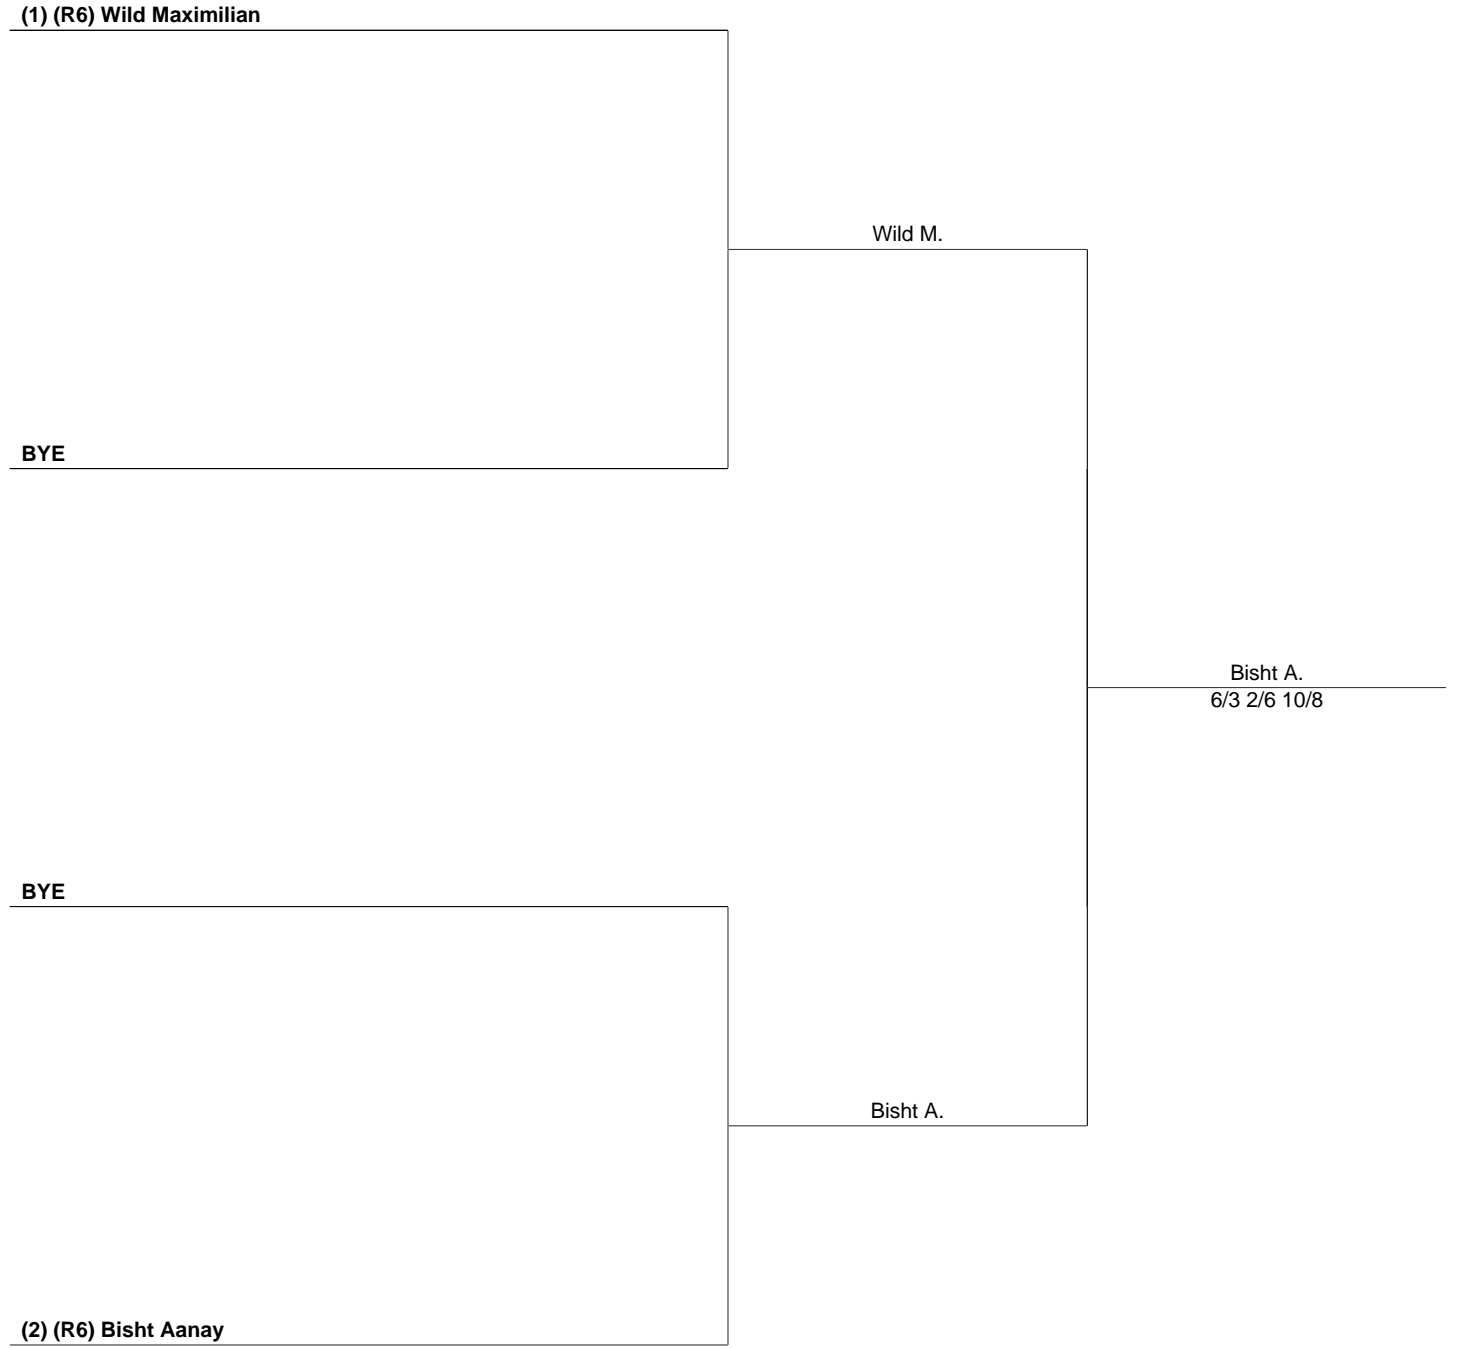 (1) (R6) Wild Maximilian
Wild M.
BYE
Bisht A.
6/3 2/6 10/8
BYE
Bisht A.
(2) (R6) Bisht Aanay